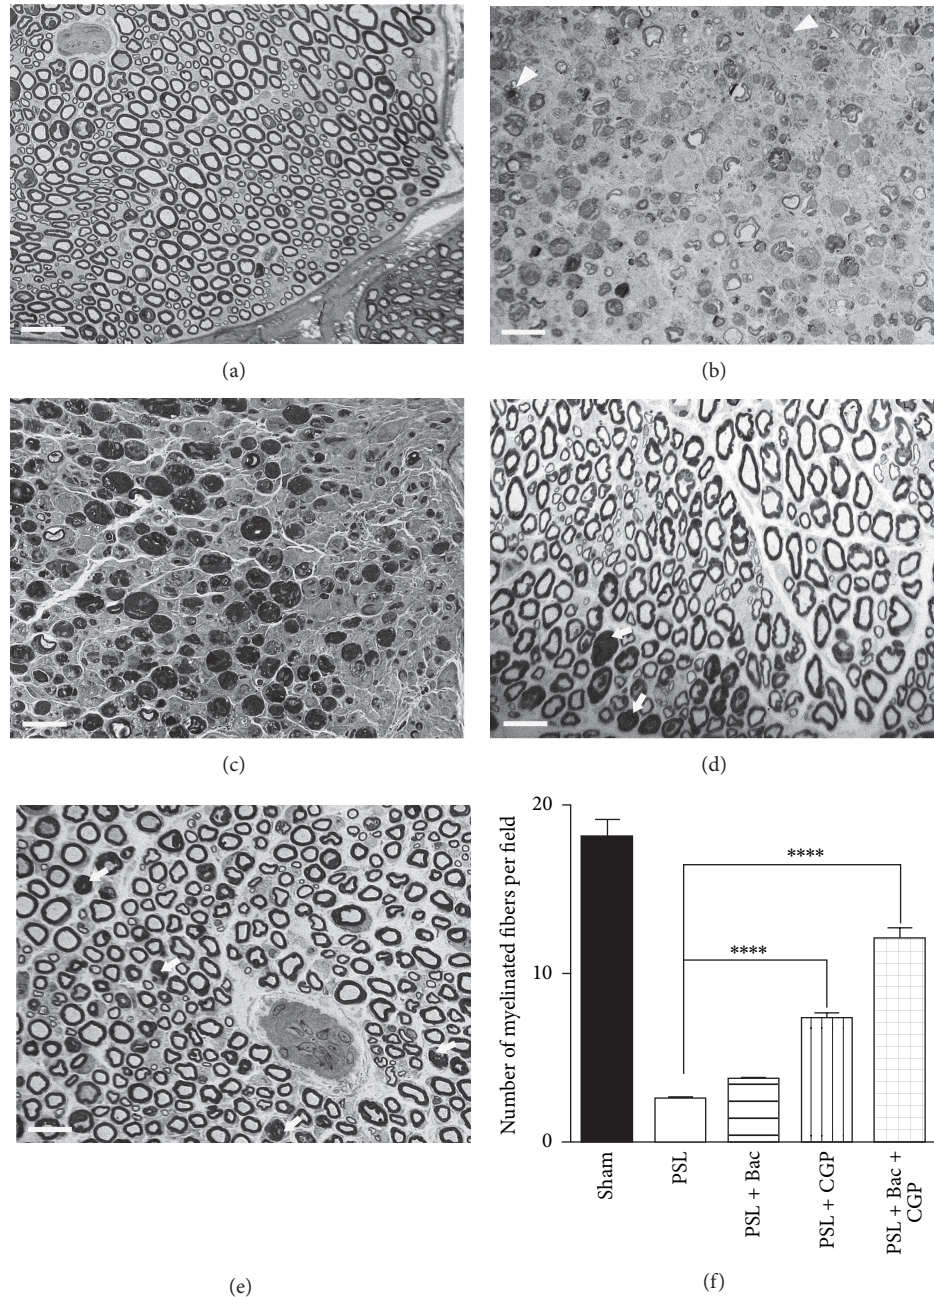 (a)
(b)
(c)
(d)
(e)
20
10
0
Number of myelinated fibers per field
****
****
Sham
PSL
PSL + Bac
PSL + CGP
PSL + Bac +
CGP
(f)